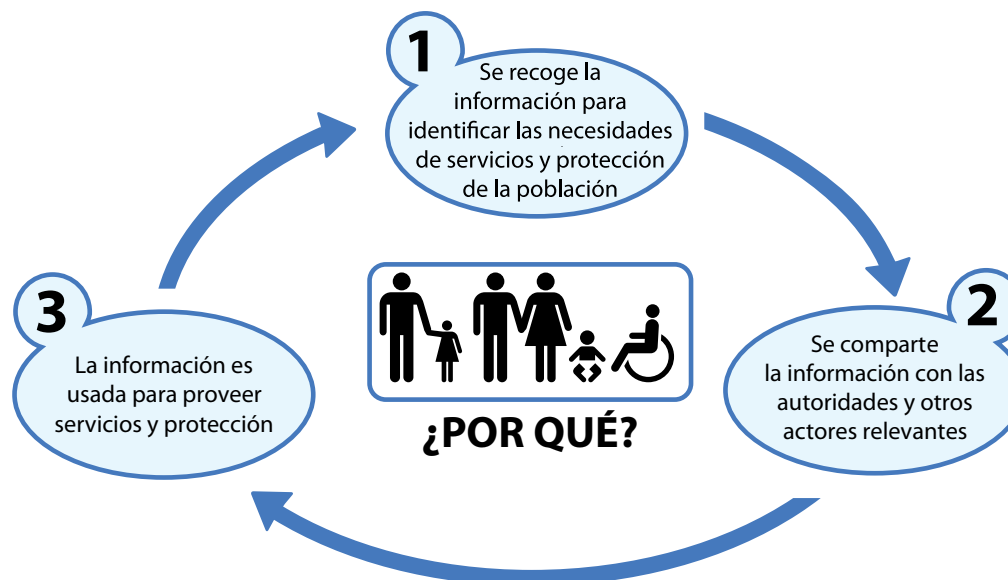 1
Se recoge la
información para
identificar las necesidades
de servicios y protección
de la población
2
Se comparte
la información con las
autoridades y otros
actores relevantes
3
La información es
usada para proveer
servicios y protección
¿POR QUÉ?